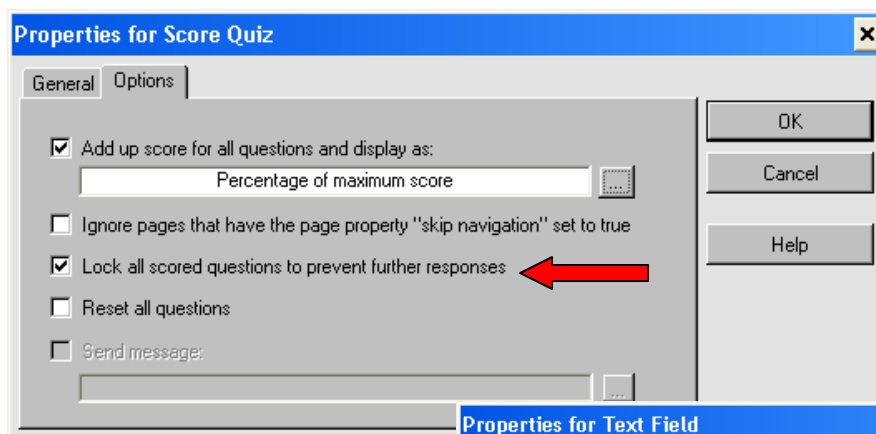 Properties for Score Quiz
General Options
OK
Add up score for all questions and display as:
Percentage of maximum score ...
Cancel
Ignore pages that have the page property "skip navigation" set to true
Help
Lock all scored questions to prevent further responses
Reset all questions
Send message:
...
Properties for Text Field